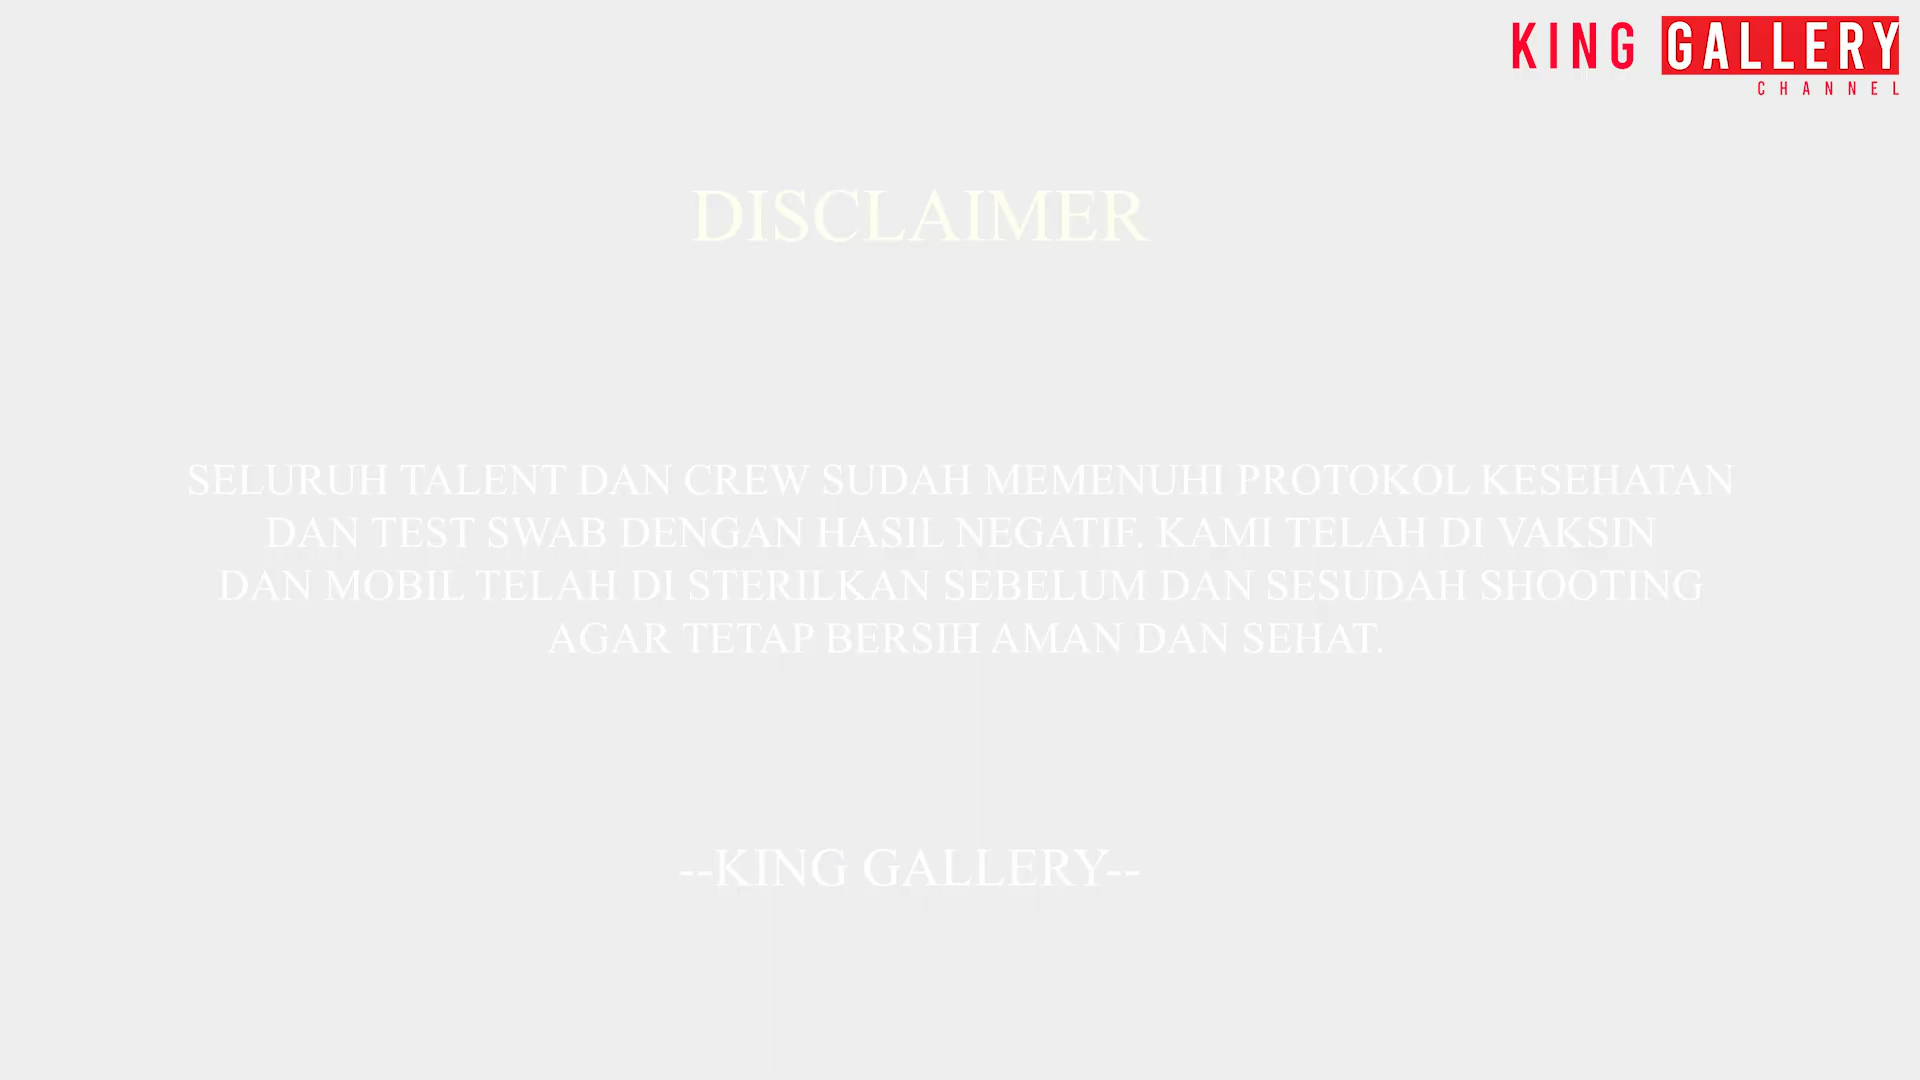 KING GALLERY
CHANNEL
DISCLAIMER
SELURUH TALENT DAN CREW SUDAH MEMENUHI PROTOKOL KESEHATAN
DAN TEST SWAB DENGAN HASIL NEGATIF. KAMI TELAH DI VAKSIN
DAN MOBIL TELAH DI STERILKAN SEBELUM DAN SESUDAH SHOOTING
AGAR TETAP BERSIH AMAN DAN SEHAT.
--KING GALLERY--